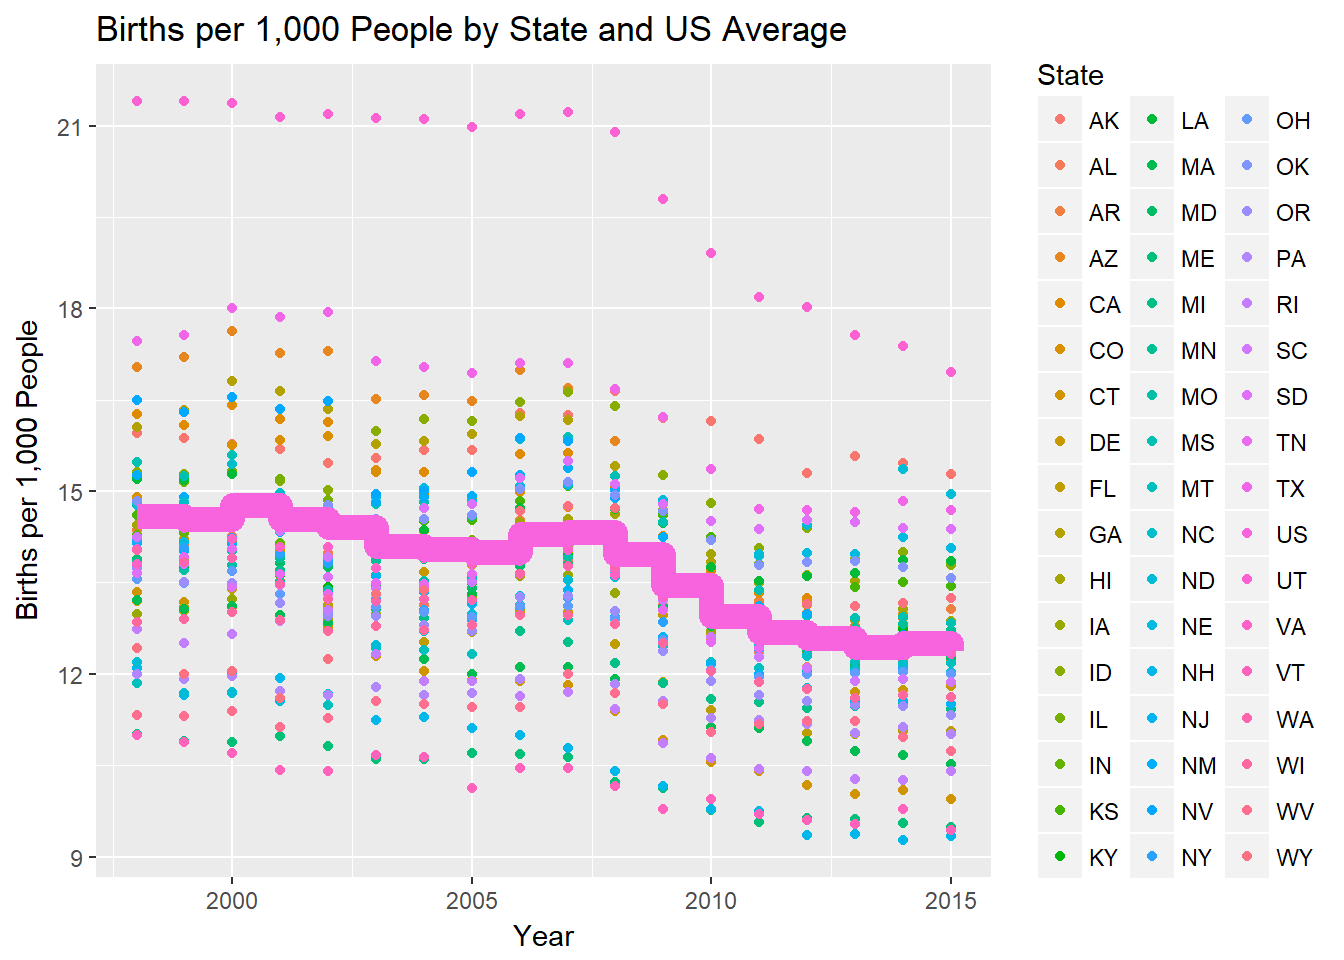 Births per 1,000 People by State and US Average
Births per 1,000 People
21
18
15
12
9
2000
2005
2010
2015
Year
State
AK
AL
AR
AZ
CA
CO
CT
DE
FL
GA
HI
IA
ID
IL
IN
KS
KY
LA
MA
MD
ME
MI
MN
MO
MS
MT
NC
ND
NE
NH
NJ
NM
NV
NY
OH
OK
OR
PA
RI
SC
SD
TN
TX
US
UT
VA
VT
WA
WI
WV
WY